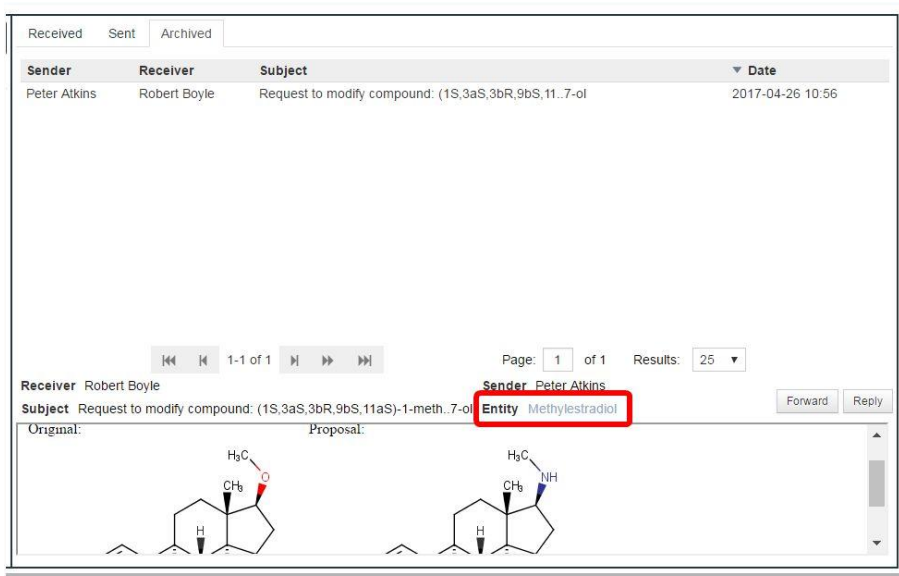 Received Sent Archived
Sender Receiver Subject Date
Peter Atkins Robert Boyle Request to modify compound: (1S,3aS,3bR,9bS,11..7-ol 2017-04-26 10:56
1-1 of 1 Page: 1 of 1 Results: 25
Receiver Robert Boyle Sender Peter Atkins
Subject Request to modify compound: (1S,3aS,3bR,9bS,11aS)-1-meth..7-ol Entity Methylestradiol Forward Reply
Original: Proposal:
H₃C H₃C
O NH
CH₃ CH₃
H H